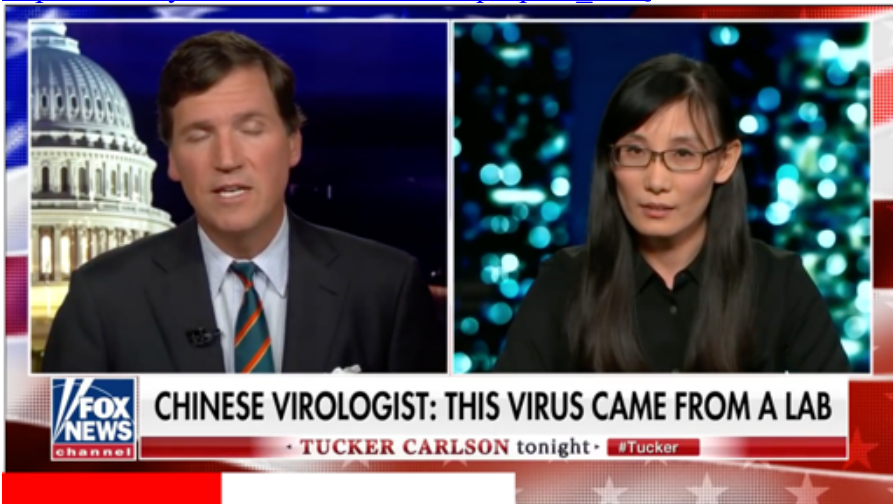 FOX
NEWS
channel
CHINESE VIROLOGIST: THIS VIRUS CAME FROM A LAB
TUCKER CARLSON tonight
#Tucker